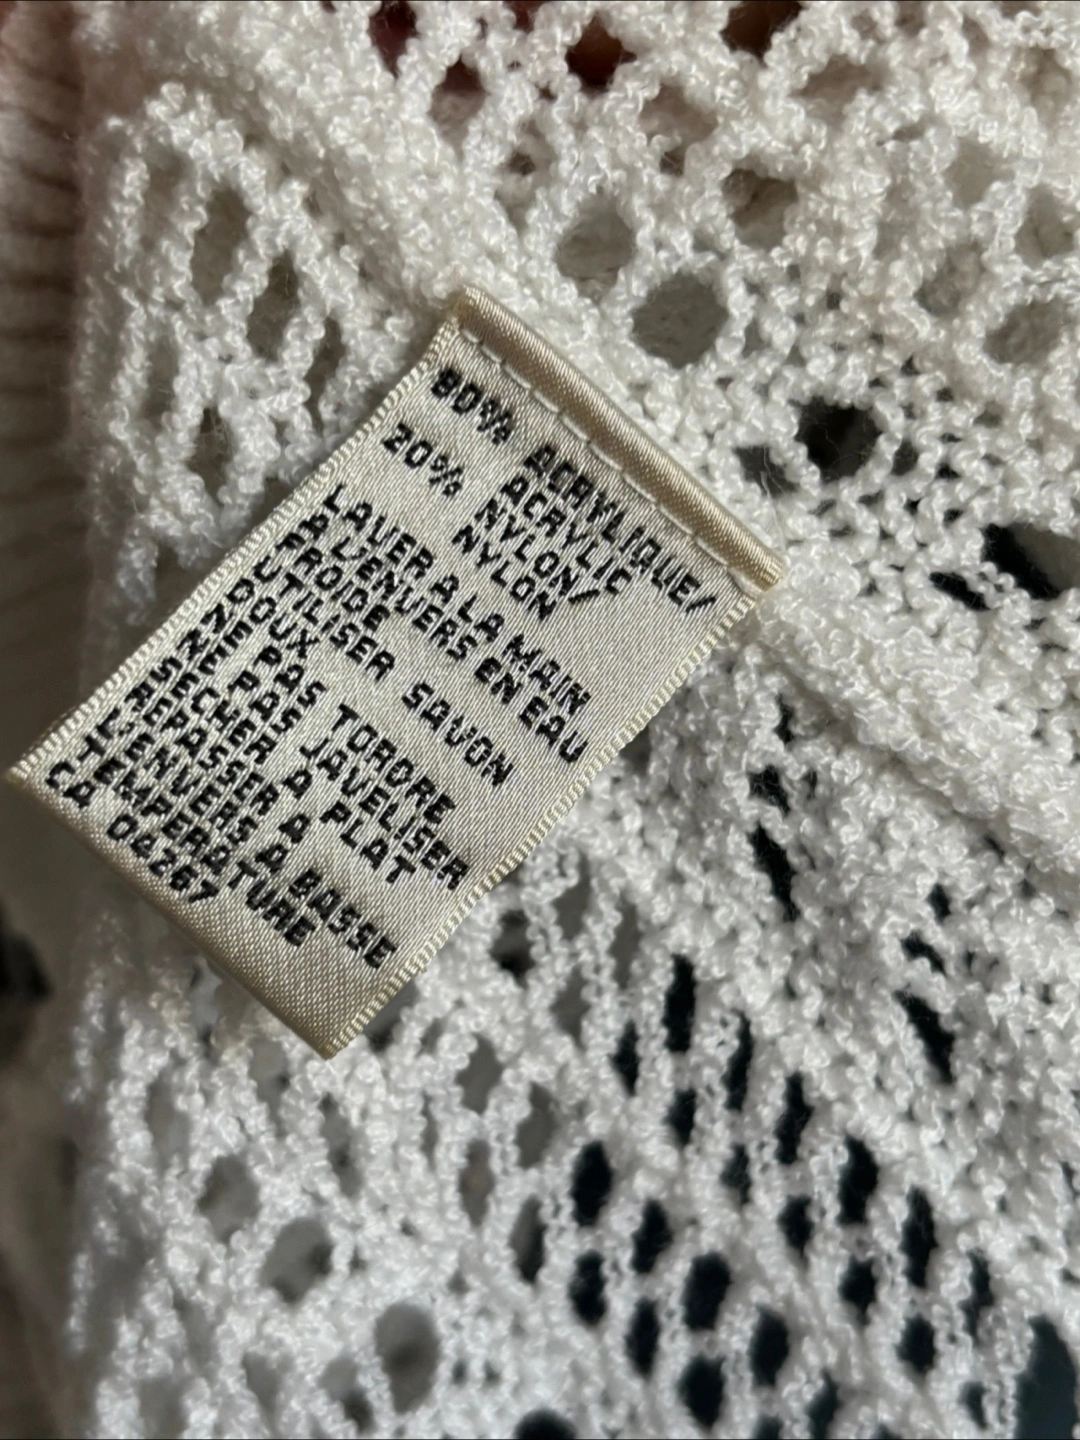 80% ACRYLIQUE/
ACRYLIC
20% NYLON/
NYLON
LAVER A LA MAIN
A L'ENVERS EN EAU
FROIDE
UTILISER SAVON
DOUX
NE PAS TORDRE
NE PAS JAVELISER
SECHER A PLAT
REPASSER A
L'ENVERS A BASSE
TEMPERATURE
CA 04267